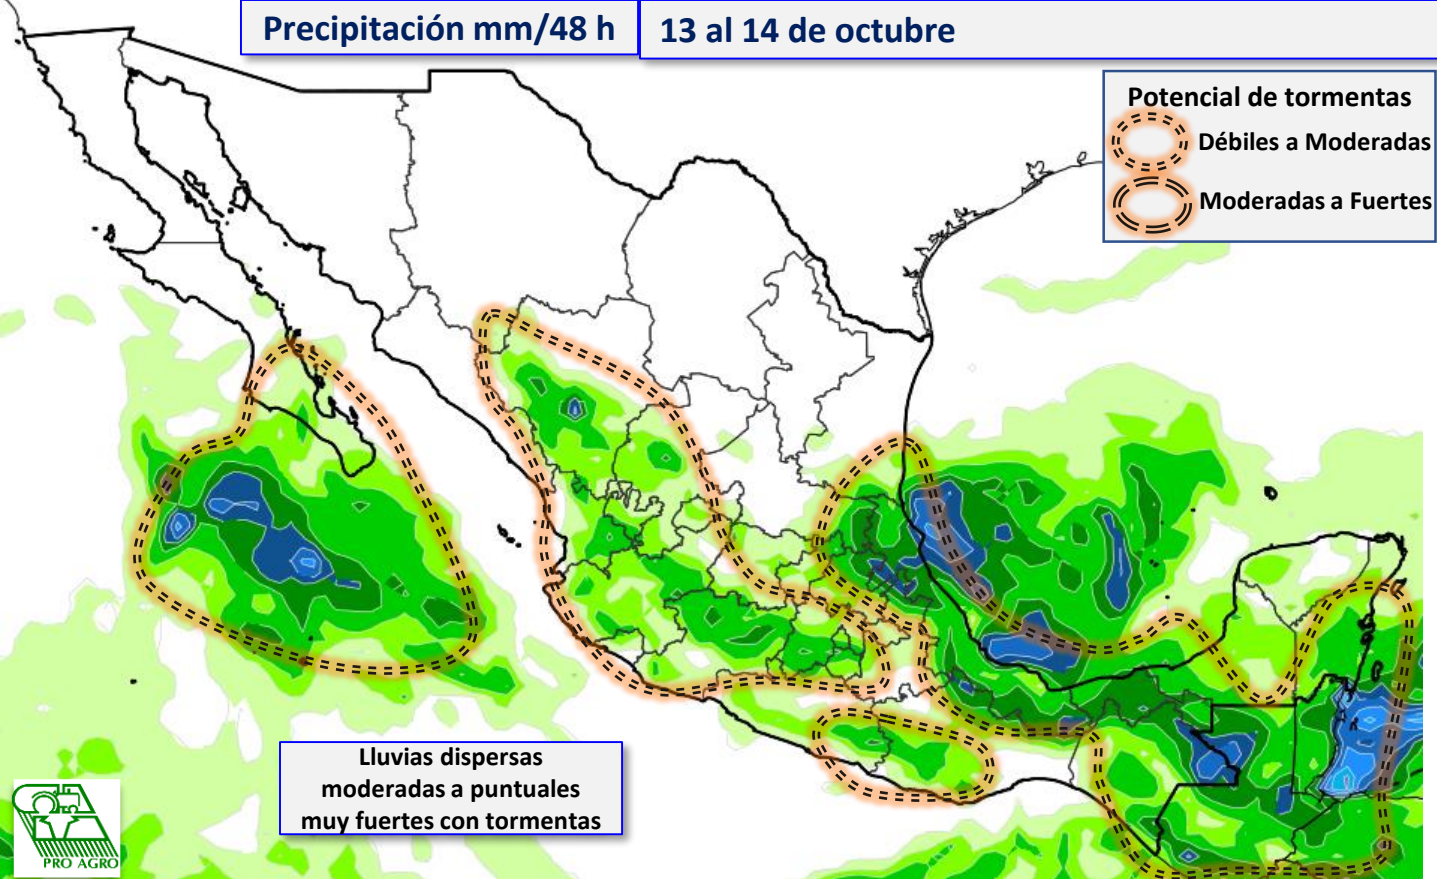 Precipitación mm/48 h
13 al 14 de octubre
Potencial de tormentas
Débiles a Moderadas
Moderadas a Fuertes
Lluvias dispersas
moderadas a puntuales
muy fuertes con tormentas
PRO AGRO